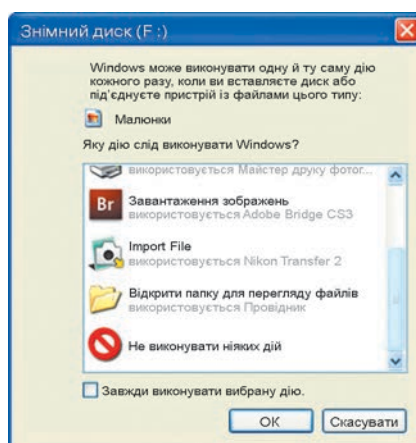 Знімний диск (F :)
Windows може виконувати одну й ту саму дію
кожного разу, коли ви вставляєте диск або
під'єднуєте пристрій із файлами цього типу:
Малюнки
Яку дію слід виконувати Windows?
використовується Майстер друку фотог...
Br Завантаження зображень
використовується Adobe Bridge CS3
Import File
використовується Nikon Transfer 2
Відкрити папку для перегляду файлів
використовується Провідник
Не виконувати ніяких дій
Завжди виконувати вибрану дію.
ОК Скасувати